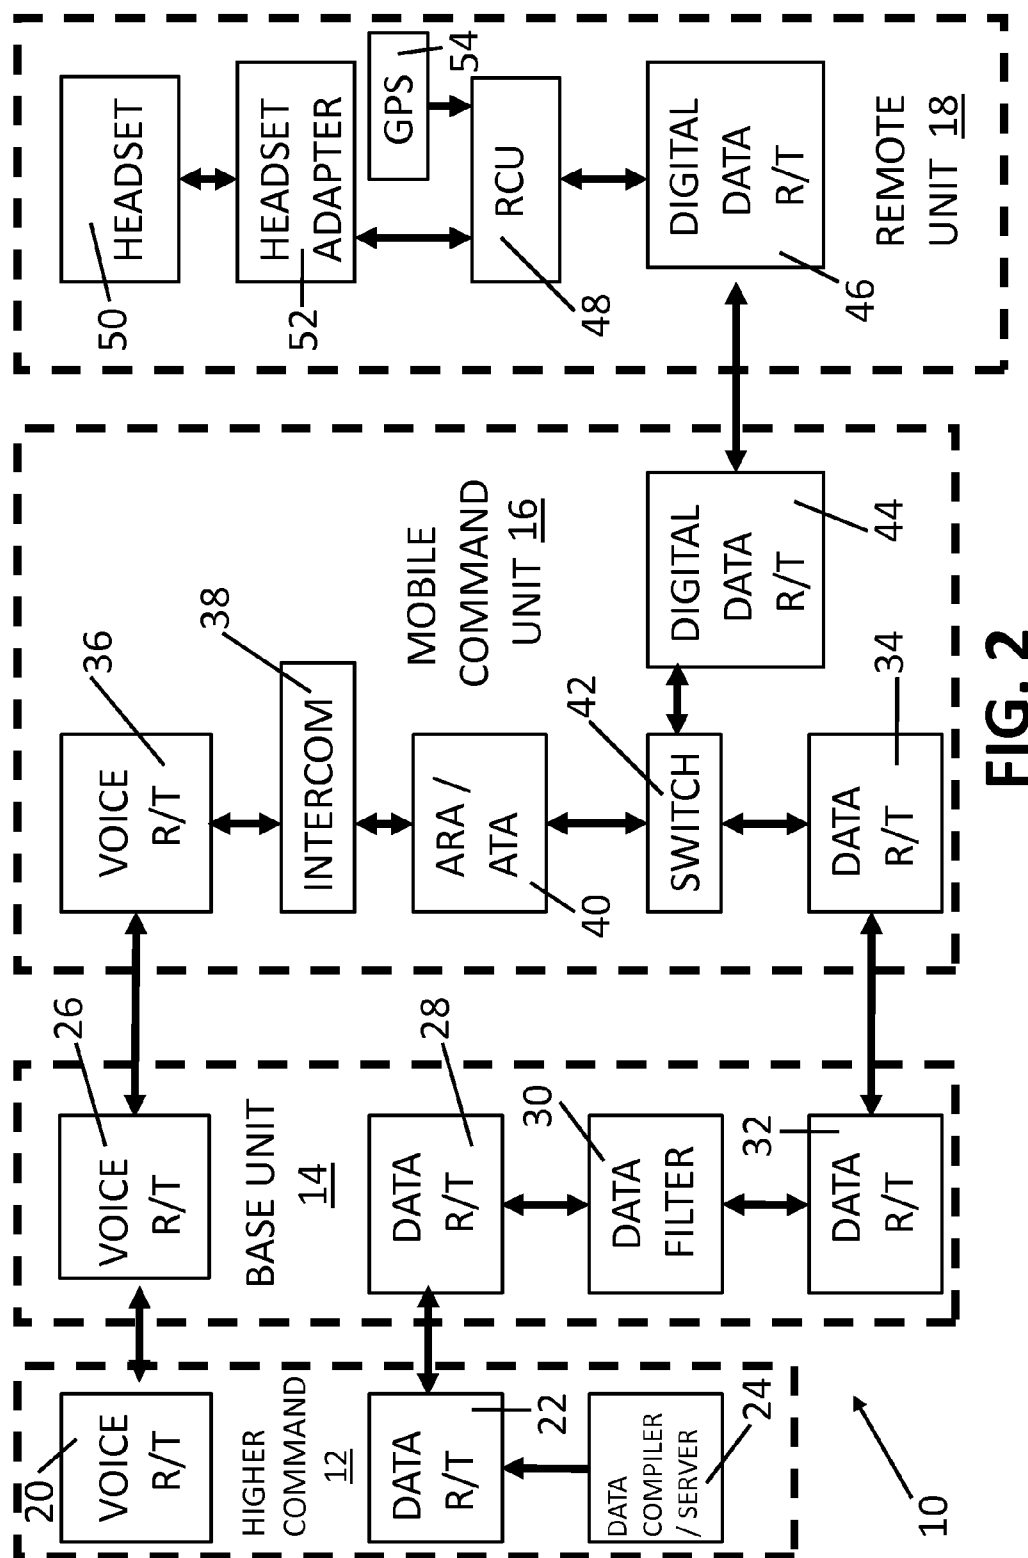 20
VOICE
R/T
HIGHER
COMMAND
12
DATA
R/T
22
DATA
COMPILER
/ SERVER
24
10
26
VOICE
R/T
BASE UNIT
14
28
DATA
R/T
30
DATA
FILTER
32
DATA
R/T
36
VOICE
R/T
38
INTERCOM
MOBILE
COMMAND
UNIT 16
ARA /
ATA
40
42
SWITCH
DIGITAL
DATA
R/T
44
34
DATA
R/T
50
HEADSET
HEADSET
ADAPTER
52
GPS
54
RCU
48
DIGITAL
DATA
R/T
46
REMOTE
UNIT 18
FIG. 2